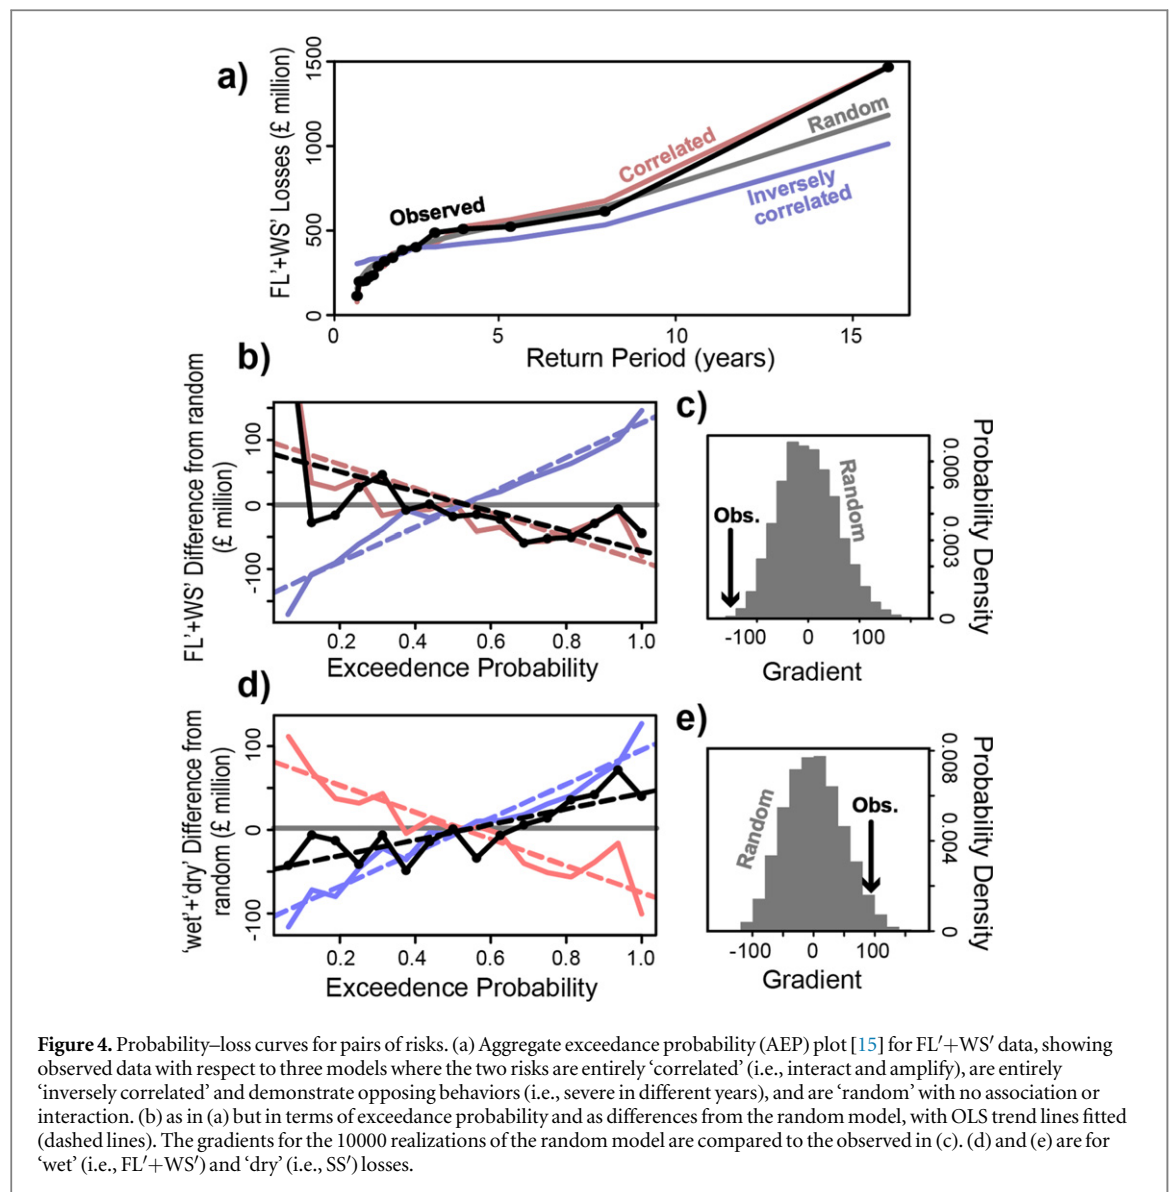 a)
FL'+WS' Losses (£ million)
1500
1000
500
0
Observed
Correlated
Random
Inversely
correlated
0
5
10
15
Return Period (years)
b)
FL'+WS' Difference from random
(£ million)
100
0
-100
0.2
0.4
0.6
0.8
1.0
Exceedence Probability
c)
Obs.
Random
Probability Density
0.006
0.003
0
-100
0
100
Gradient
d)
'wet'+'dry' Difference from
random (£ million)
100
0
-100
0.2
0.4
0.6
0.8
1.0
Exceedence Probability
e)
Random
Obs.
Probability Density
0.008
0.004
0
-100
0
100
Gradient
Figure 4. Probability–loss curves for pairs of risks. (a) Aggregate exceedance probability (AEP) plot [15] for FL′+WS′ data, showing
observed data with respect to three models where the two risks are entirely ‘correlated’ (i.e., interact and amplify), are entirely
‘inversely correlated’ and demonstrate opposing behaviors (i.e., severe in different years), and are ‘random’ with no association or
interaction. (b) as in (a) but in terms of exceedance probability and as differences from the random model, with OLS trend lines fitted
(dashed lines). The gradients for the 10000 realizations of the random model are compared to the observed in (c). (d) and (e) are for
‘wet’ (i.e., FL′+WS′) and ‘dry’ (i.e., SS′) losses.